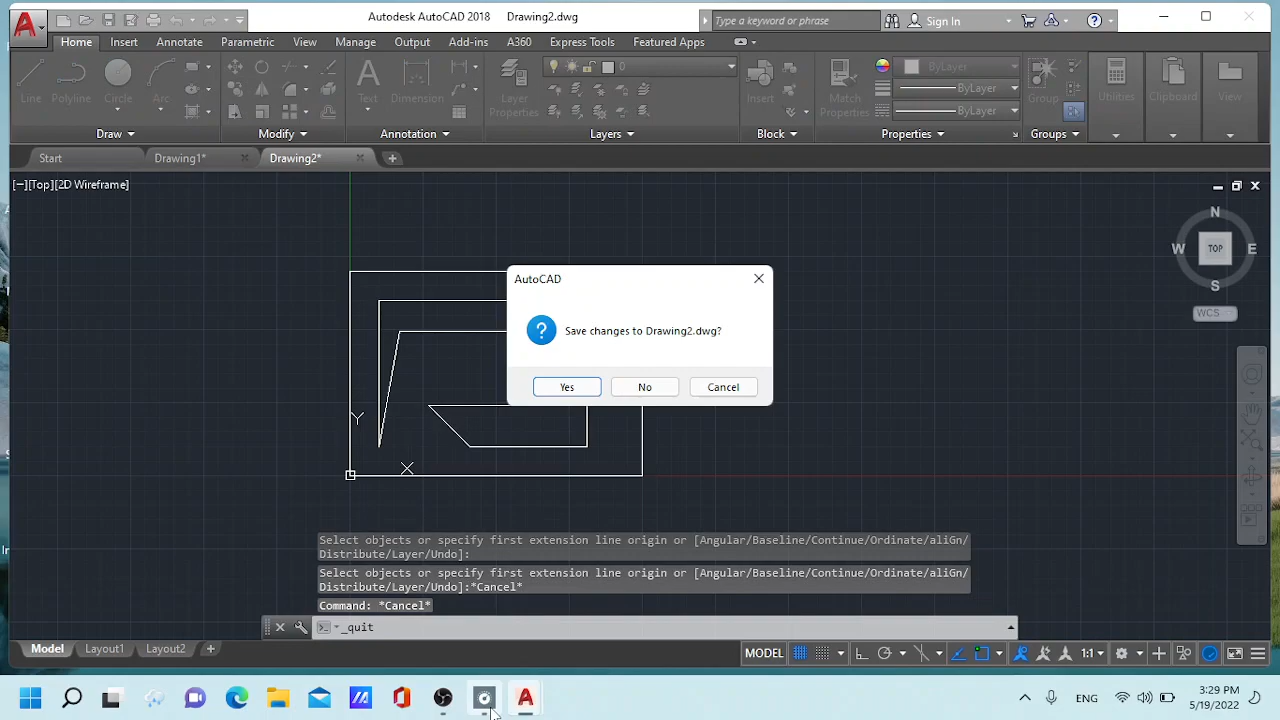 Autodesk AutoCAD 2018 Drawing2.dwg
Type a keyword or phrase
Sign In
Home Insert Annotate Parametric View Manage Output Add-ins A360 Express Tools Featured Apps
0
ByLayer
ByLayer
ByLayer
Line Polyline Circle Arc
Text Dimension
Layer
Properties
Insert
Match
Properties
Group
Utilities
Clipboard
View
Draw Modify Annotation Layers Block Properties Groups
Start Drawing1* Drawing2*
[−][Top][2D Wireframe]
N
W TOP E
S
WCS
AutoCAD
Save changes to Drawing2.dwg?
Yes No Cancel
Y
X
Select objects or specify first extension line origin or [Angular/Baseline/Continue/Ordinate/aliGn/
Distribute/Layer/Undo]:
Select objects or specify first extension line origin or [Angular/Baseline/Continue/Ordinate/aliGn/
Distribute/Layer/Undo]:*Cancel*
Command: *Cancel*
_quit
Model Layout1 Layout2
MODEL 1:1
ENG
3:29 PM
5/19/2022